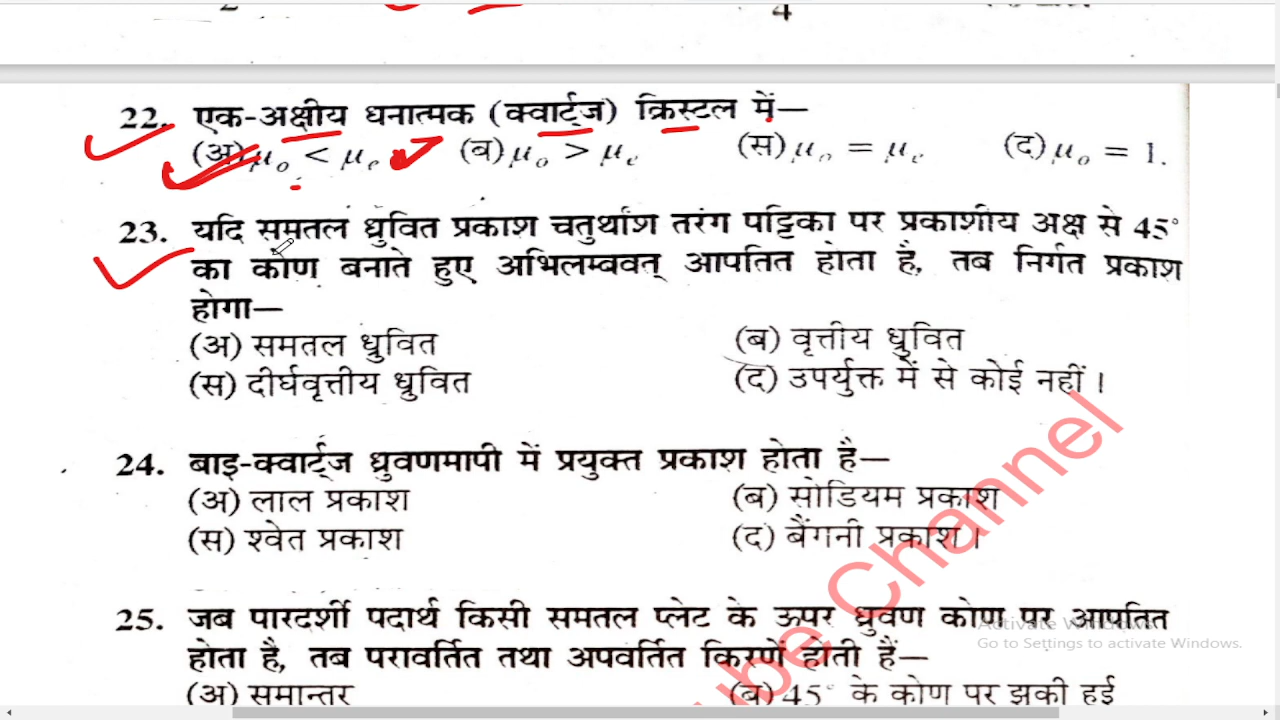 4
22. एक-अक्षीय धनात्मक (क्वार्ट्ज) क्रिस्टल में—
(अ) μₒ < μₑ (ब) μₒ > μₑ (स) μₒ = μₑ (द) μₒ = 1.
23. यदि समतल ध्रुवित प्रकाश चतुर्थांश तरंग पट्टिका पर प्रकाशीय अक्ष से 45°
का कोण बनाते हुए अभिलम्बवत् आपतित होता है, तब निर्गत प्रकाश
होगा—
(अ) समतल ध्रुवित (ब) वृत्तीय ध्रुवित
(स) दीर्घवृत्तीय ध्रुवित (द) उपर्युक्त में से कोई नहीं।
24. बाइ-क्वार्ट्ज ध्रुवणमापी में प्रयुक्त प्रकाश होता है—
(अ) लाल प्रकाश (ब) सोडियम प्रकाश
(स) श्वेत प्रकाश (द) बैंगनी प्रकाश।
25. जब पारदर्शी पदार्थ किसी समतल प्लेट के ऊपर ध्रुवण कोण पर आपतित
होता है, तब परावर्तित तथा अपवर्तित किरणें होती हैं—
(अ) समान्तर (ब) 45° के कोण पर झुकी हुई
ube Channel
Activate Windows
Go to Settings to activate Windows.